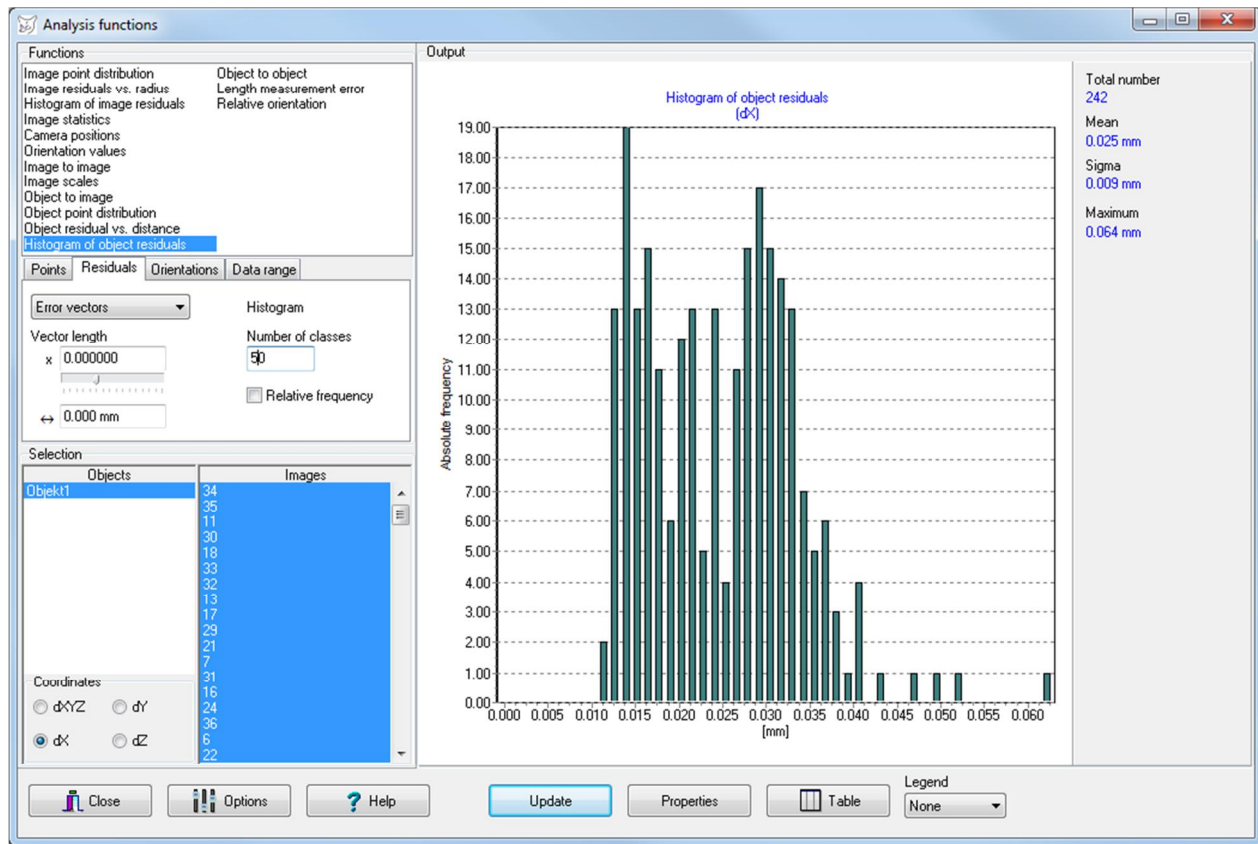 Analysis functions
Functions
Image point distribution
Image residuals vs. radius
Histogram of image residuals
Image statistics
Camera positions
Orientation values
Image to image
Image scales
Object to image
Object point distribution
Object residual vs. distance
Histogram of object residuals
Object to object
Length measurement error
Relative orientation
Points
Residuals
Orientations
Data range
Error vectors
Histogram
Vector length
Number of classes
x 0.000000
50
Relative frequency
↔ 0.000 mm
Selection
Objects
Images
Objekt1
34
35
11
30
18
33
32
13
17
29
21
7
31
16
24
36
6
22
Coordinates
dXYZ
dY
dX
dZ
Output
Histogram of object residuals
(dX)
19.00
18.00
17.00
16.00
15.00
14.00
13.00
12.00
11.00
10.00
9.00
8.00
7.00
6.00
5.00
4.00
3.00
2.00
1.00
0.00
Absolute frequency
0.000 0.005 0.010 0.015 0.020 0.025 0.030 0.035 0.040 0.045 0.050 0.055 0.060
[mm]
Total number
242
Mean
0.025 mm
Sigma
0.009 mm
Maximum
0.064 mm
Close
Options
? Help
Update
Properties
Table
Legend
None